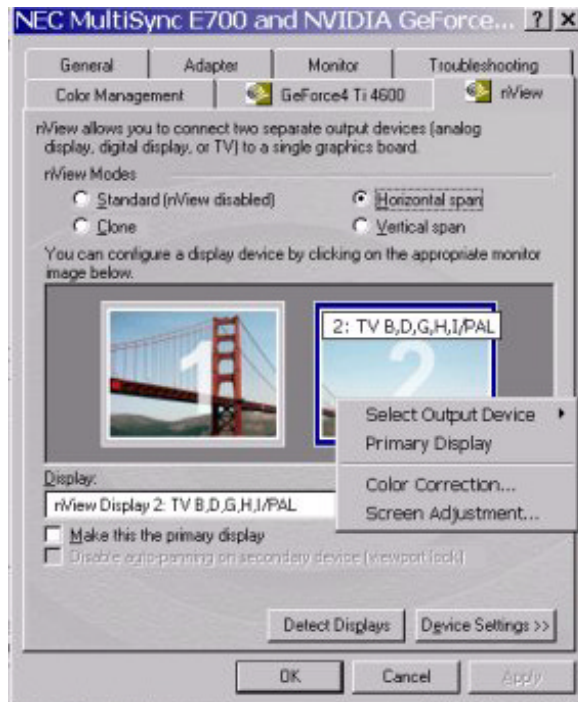 NEC MultiSync E700 and NVIDIA GeForce... ? X
General Adapter Monitor Troubleshooting
Color Management GeForce4 Ti 4600 nView
nView allows you to connect two separate output devices (analog
display, digital display, or TV) to a single graphics board.
nView Modes
Standard (nView disabled) Horizontal span
Clone Vertical span
You can configure a display device by clicking on the appropriate monitor
image below.
1 2
2: TV B,D,G,H,I/PAL
Select Output Device
Primary Display
Color Correction...
Screen Adjustment...
Display:
nView Display 2: TV B,D,G,H,I/PAL
Make this the primary display
Disable auto-panning on secondary device (viewport lock)
Detect Displays Device Settings >>
OK Cancel Apply